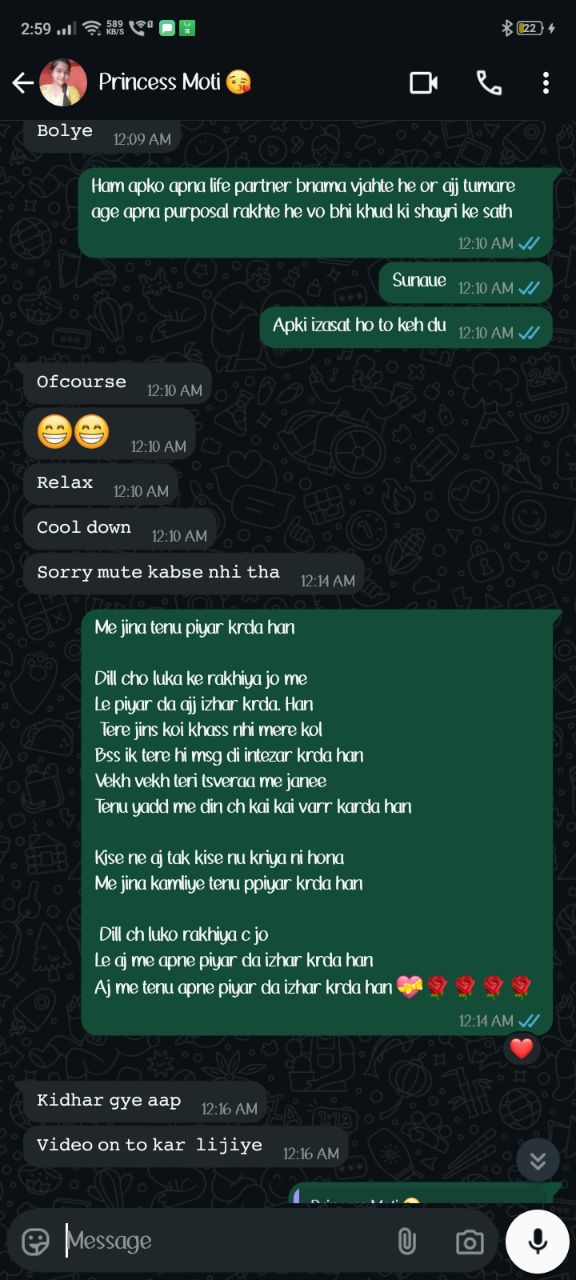 2:59
589
KB/S
22
Princess Moti 😘
Bolye 12:09 AM
Ham apko apna life partner bnama vjahte he or ajj tumare
age apna purposal rakhte he vo bhi khud ki shayri ke sath
12:10 AM
Sunaue 12:10 AM
Apki izasat ho to keh du 12:10 AM
Ofcourse 12:10 AM
😁😁 12:10 AM
Relax 12:10 AM
Cool down 12:10 AM
Sorry mute kabse nhi tha 12:14 AM
Me jina tenu piyar krda han
Dill cho luka ke rakhiya jo me
Le piyar da ajj izhar krda. Han
Tere jins koi khass nhi mere kol
Bss ik tere hi msg di intezar krda han
Vekh vekh teri tsveraa me janee
Tenu yadd me din ch kai kai varr karda han
Kise ne aj tak kise nu kriya ni hona
Me jina kamliye tenu ppiyar krda han
Dill ch luko rakhiya c jo
Le aj me apne piyar da izhar krda han
Aj me tenu apne piyar da izhar krda han 💝🌹🌹🌹🌹
12:14 AM
❤️
Kidhar gye aap 12:16 AM
Video on to kar lijiye 12:16 AM
Message